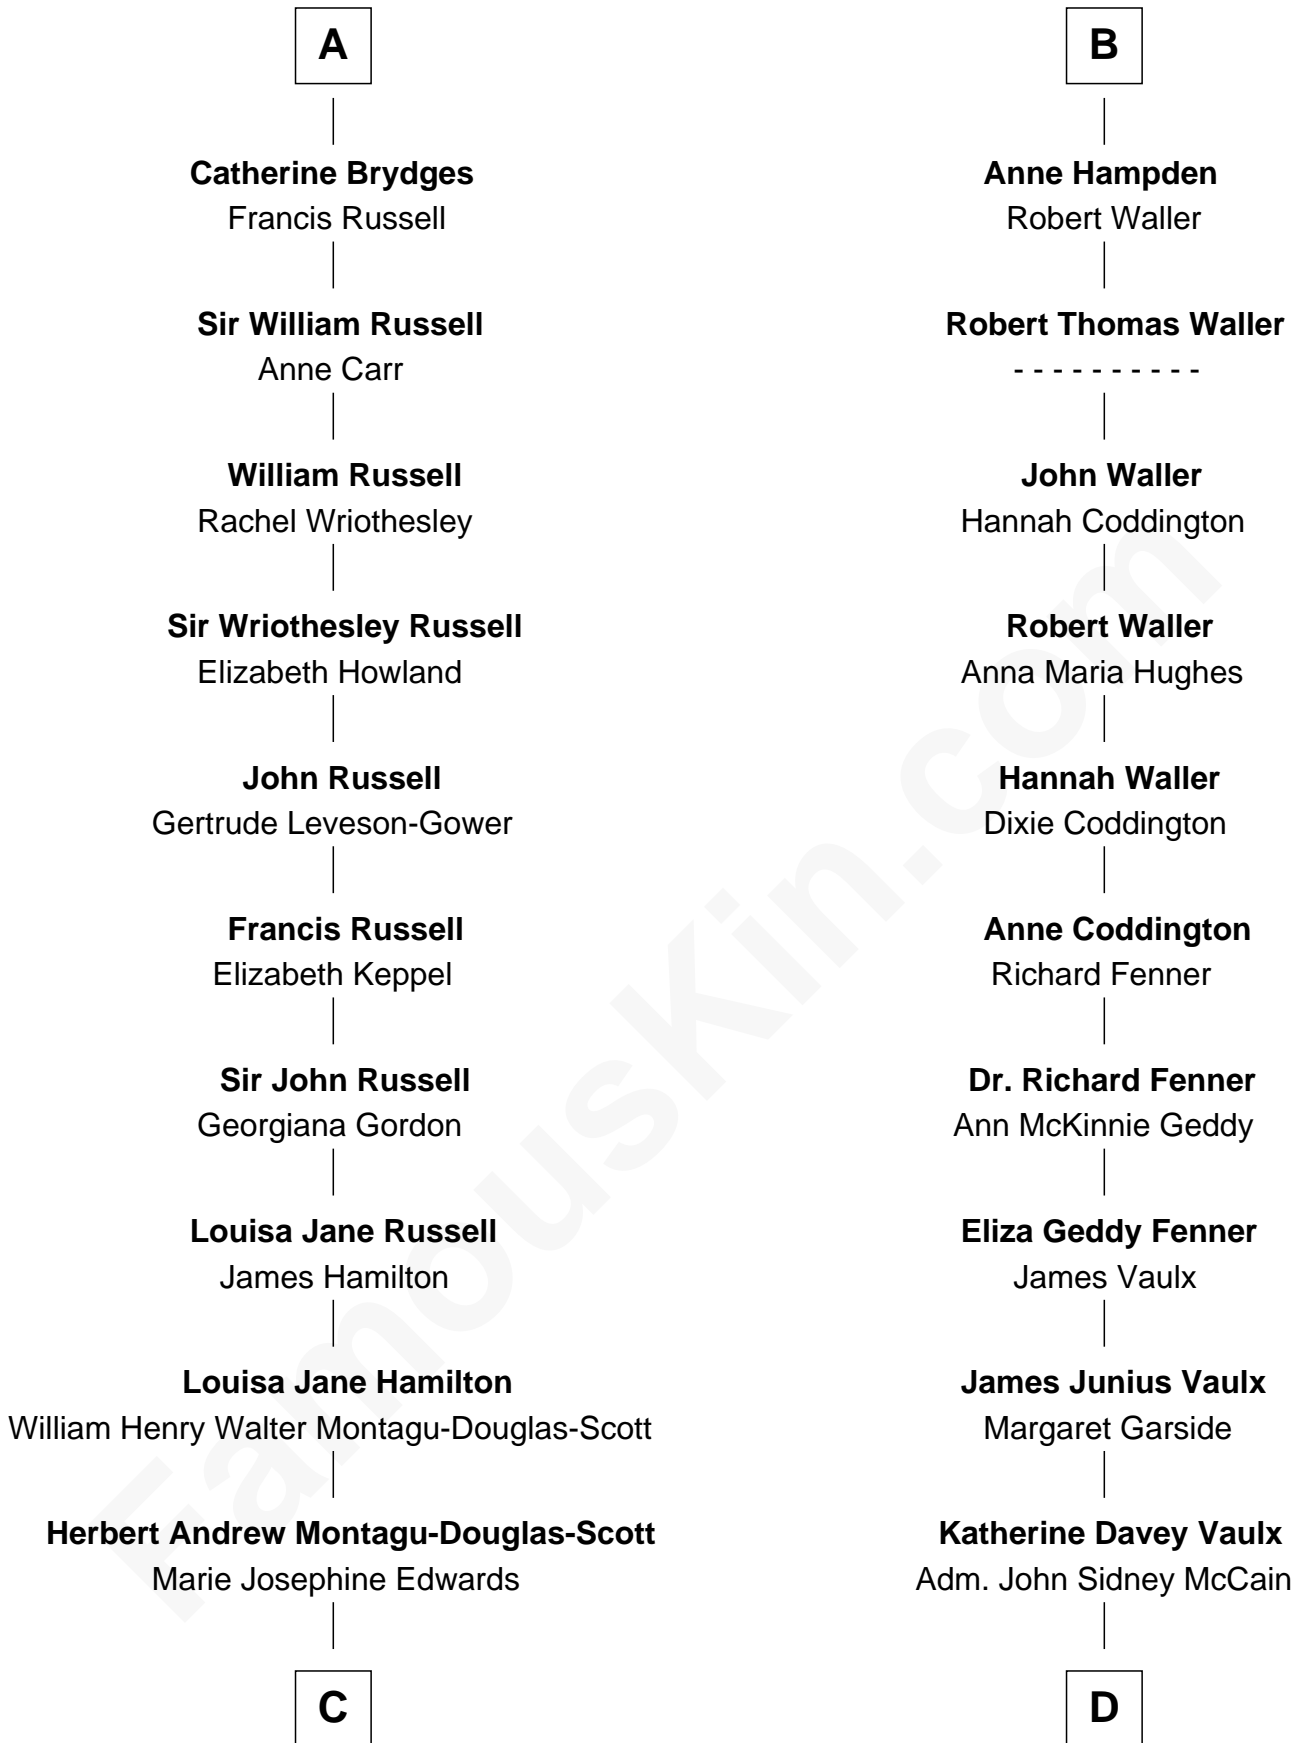 A
Catherine Brydges
Francis Russell
Sir William Russell
Anne Carr
William Russell
Rachel Wriothesley
Sir Wriothesley Russell
Elizabeth Howland
John Russell
Gertrude Leveson-Gower
Francis Russell
Elizabeth Keppel
Sir John Russell
Georgiana Gordon
Louisa Jane Russell
James Hamilton
Louisa Jane Hamilton
William Henry Walter Montagu-Douglas-Scott
Herbert Andrew Montagu-Douglas-Scott
Marie Josephine Edwards
C
B
Anne Hampden
Robert Waller
Robert Thomas Waller
- - - - - - - - - -
John Waller
Hannah Coddington
Robert Waller
Anna Maria Hughes
Hannah Waller
Dixie Coddington
Anne Coddington
Richard Fenner
Dr. Richard Fenner
Ann McKinnie Geddy
Eliza Geddy Fenner
James Vaulx
James Junius Vaulx
Margaret Garside
Katherine Davey Vaulx
Adm. John Sidney McCain
D
FamousKin.com